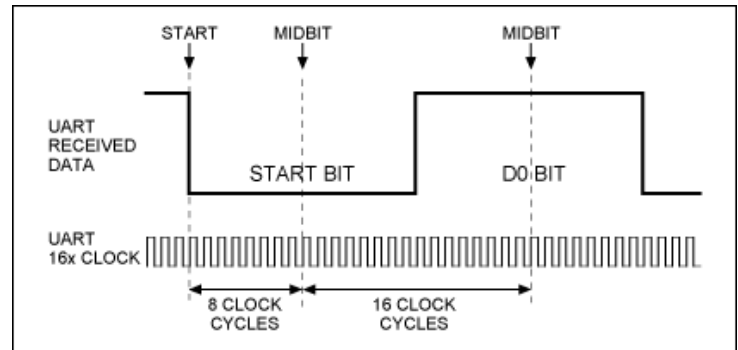 START
MIDBIT
MIDBIT
UART
RECEIVED
DATA
START BIT
D0 BIT
UART
16x CLOCK
8 CLOCK
CYCLES
16 CLOCK
CYCLES